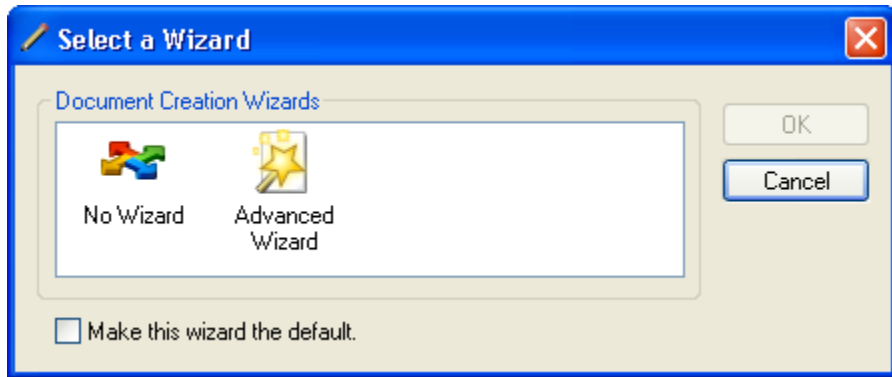 Select a Wizard
Document Creation Wizards
No Wizard
Advanced
Wizard
OK
Cancel
Make this wizard the default.